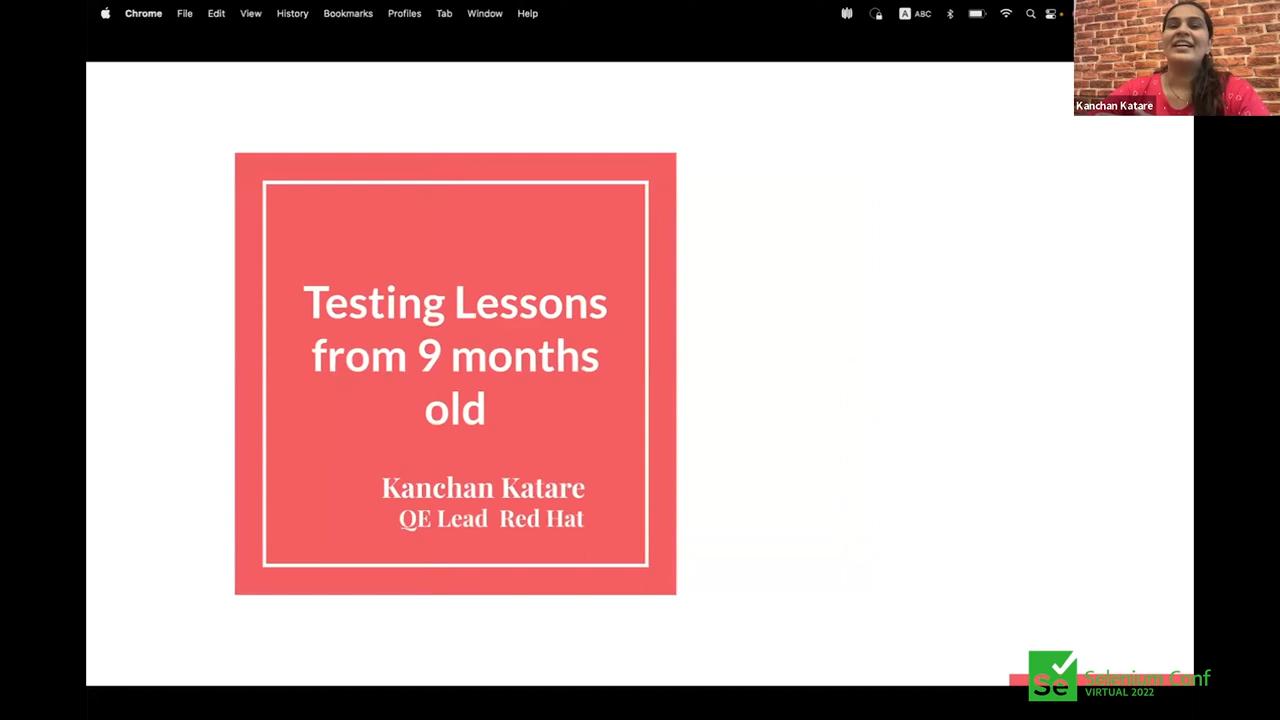 Chrome File Edit View History Bookmarks Profiles Tab Window Help
A ABC
Kanchan Katare
Testing Lessons
from 9 months
old
Kanchan Katare
QE Lead Red Hat
Se
Selenium Conf
VIRTUAL 2022